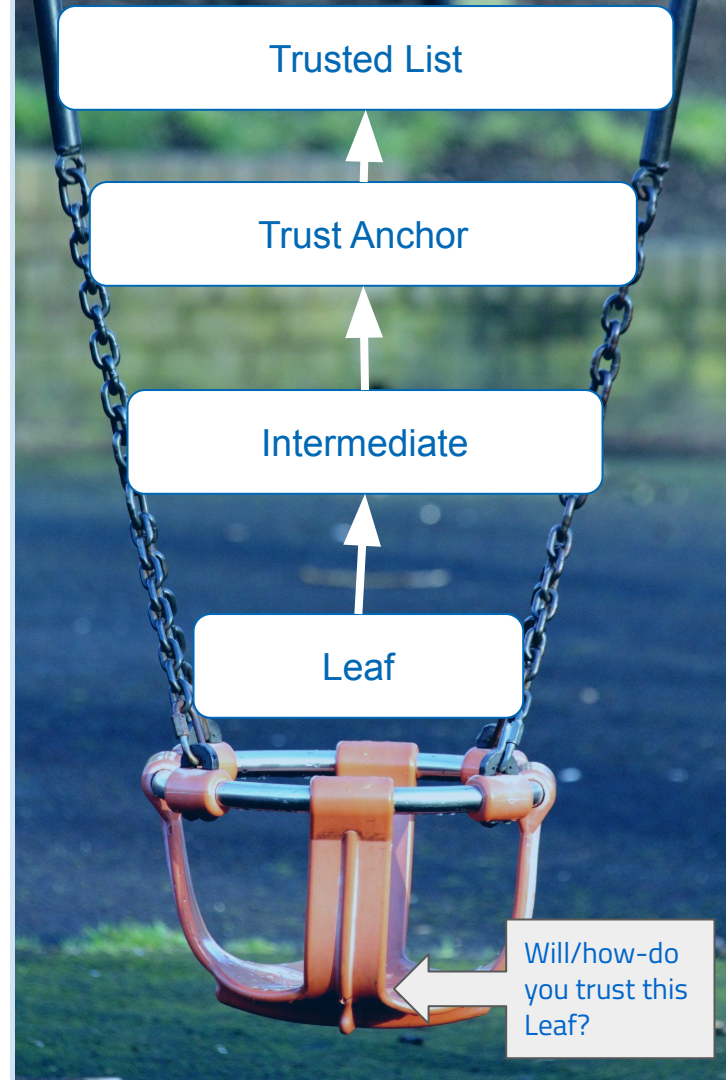 Trusted List
Trust Anchor
Intermediate
Leaf
Will/how-do
you trust this
Leaf?